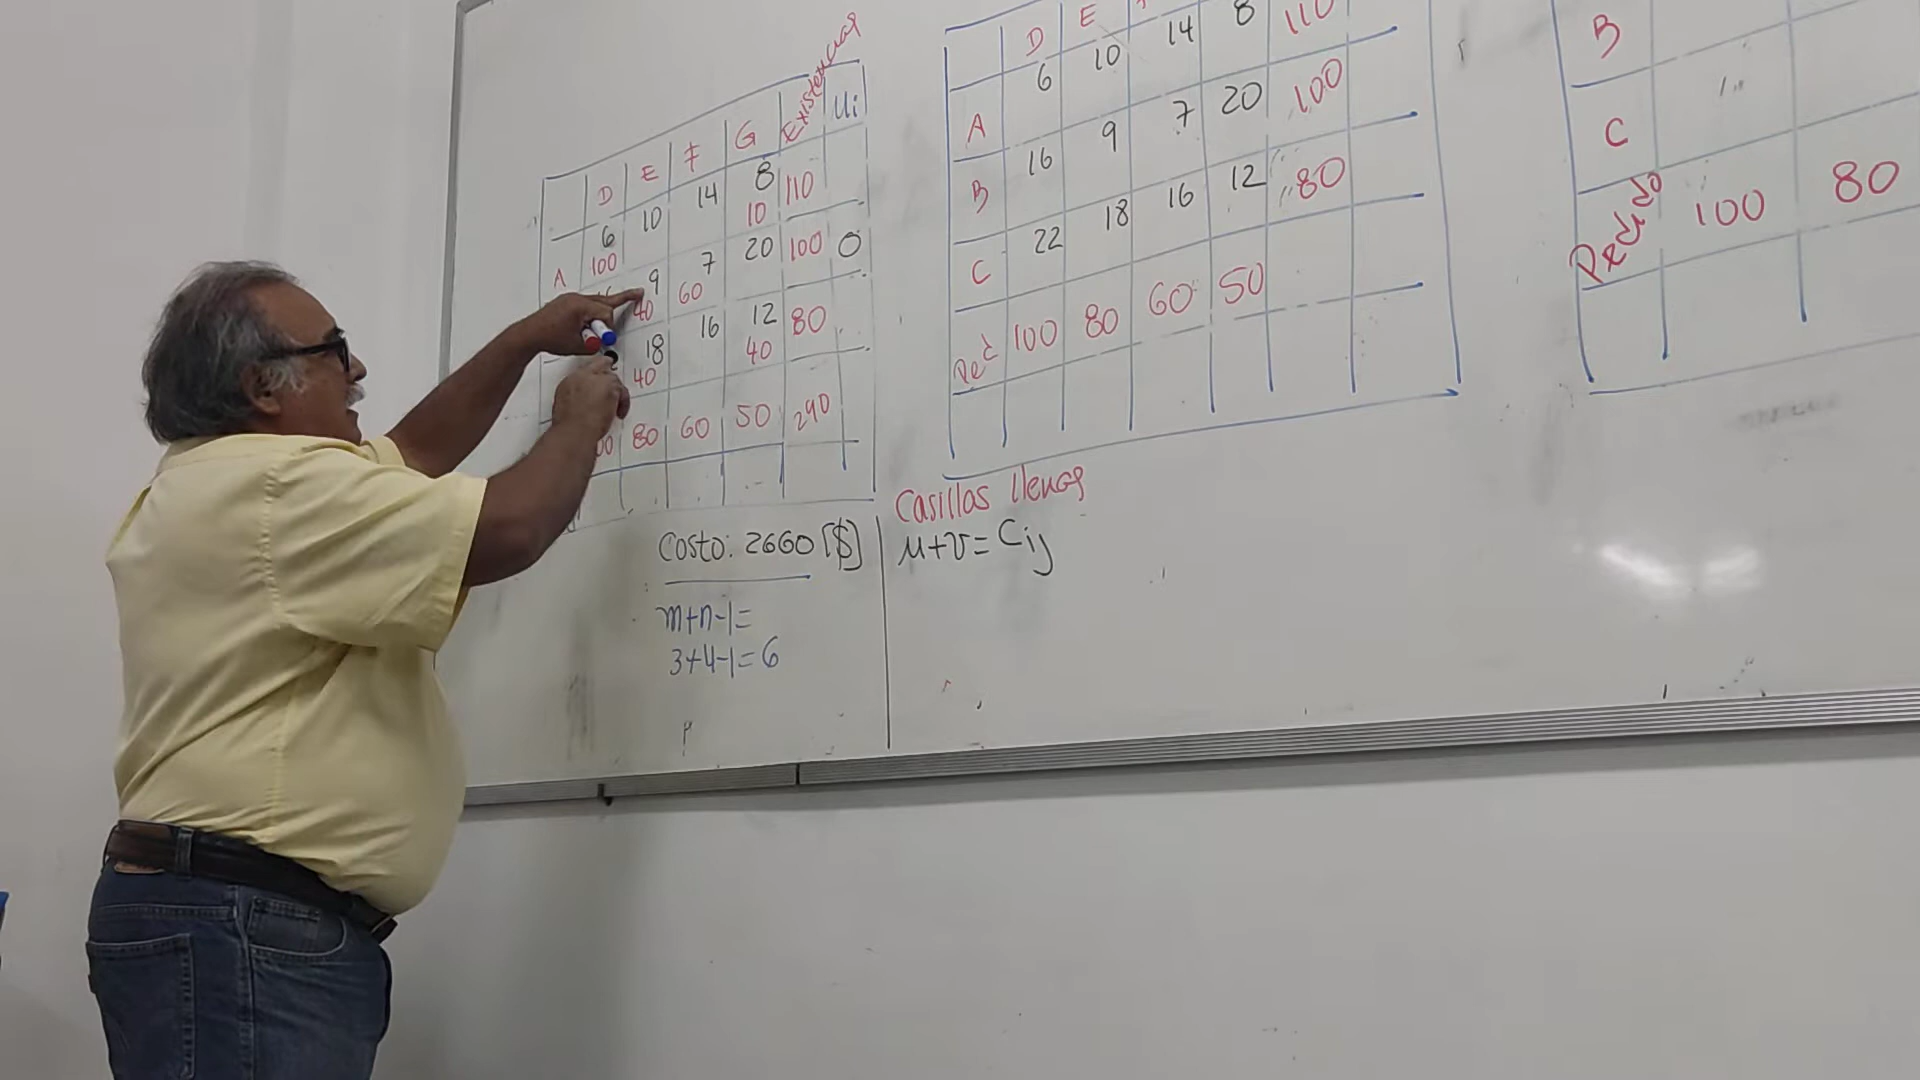 D E F G Existencias Ui
6 10 14 8 110
A 100 10
9 7 20 100 0
40 60
18 16 12 80
40 40
80 60 50 290
Costo: 2660 [$]
m+n-1=
3+4-1=6
D E
6 10 14 8 110
A
16 9 7 20 100
B
22 18 16 12 80
C
Ped 100 80 60 50
Casillas llenas
u+v= Cij
B
C
Pedido 100 80